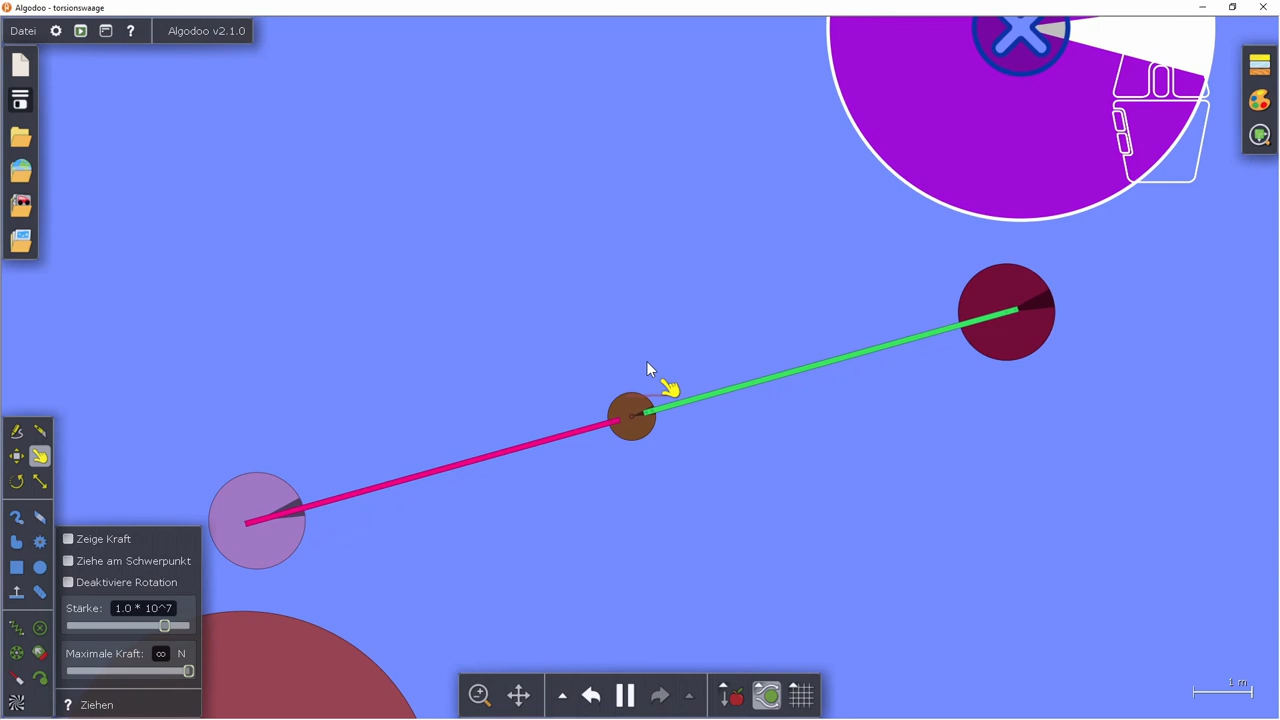 Algodoo - torsionswaage
Datei
?
Algodoo v2.1.0
Zeige Kraft
Ziehe am Schwerpunkt
Deaktiviere Rotation
Stärke: 1.0 * 10^7
Maximale Kraft: ∞ N
? Ziehen
1 m